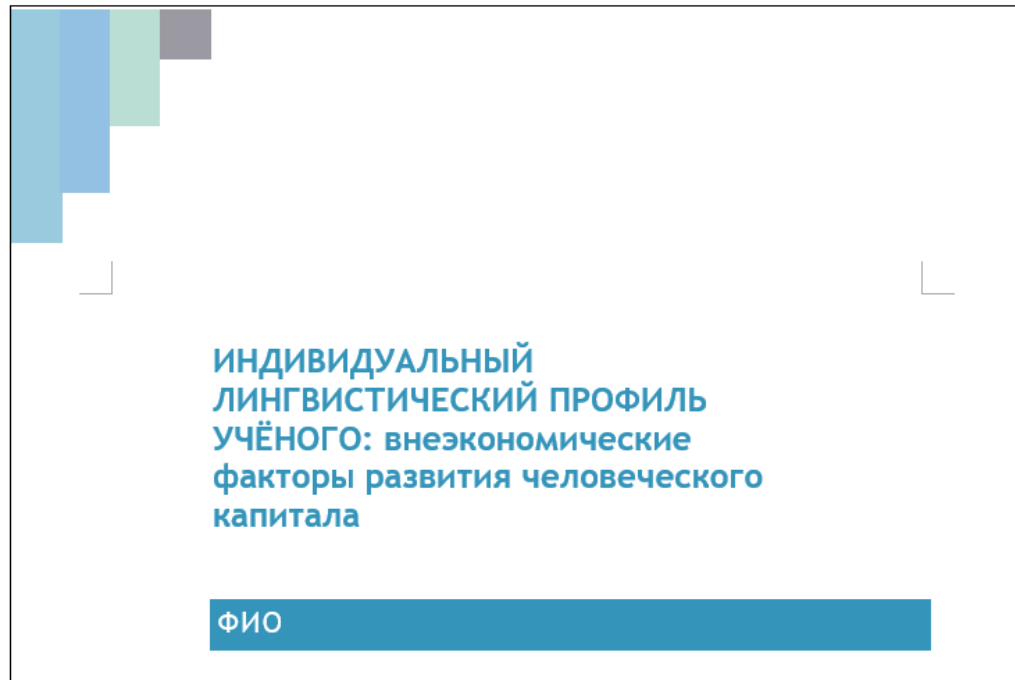 ИНДИВИДУАЛЬНЫЙ
ЛИНГВИСТИЧЕСКИЙ ПРОФИЛЬ
УЧЁНОГО: внеэкономические
факторы развития человеческого
капитала
ФИО